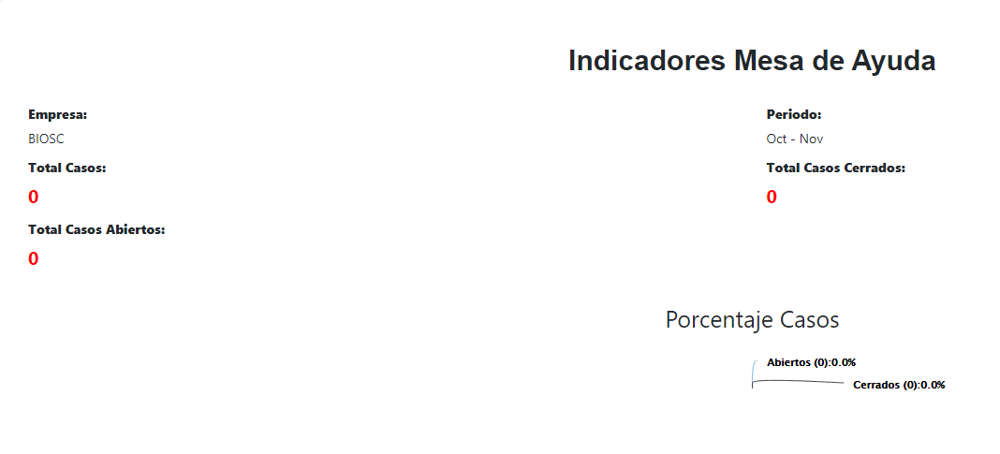 Indicadores Mesa de Ayuda
Empresa:
BIOSC
Periodo:
Oct - Nov
Total Casos:
0
Total Casos Cerrados:
0
Total Casos Abiertos:
0
Porcentaje Casos
Abiertos (0):0.0%
Cerrados (0):0.0%